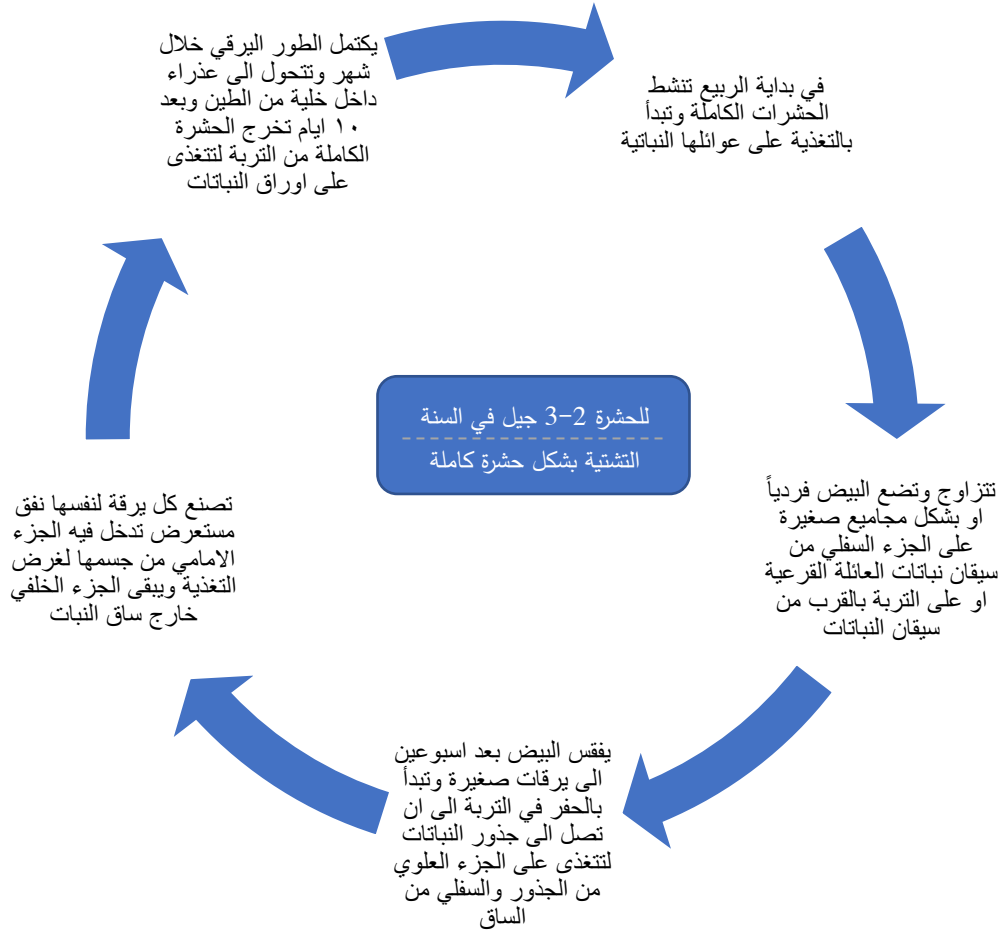 في بداية الربيع تنشط
الحشرات الكاملة وتبدأ
بالتغذية على عوائلها النباتية
تتزاوج وتضع البيض فردياً
او بشكل مجاميع صغيرة
على الجزء السفلي من
سيقان نباتات العائلة القرعية
او على التربة بالقرب من
سيقان النباتات
يفقس البيض بعد اسبوعين
الى يرقات صغيرة وتبدأ
بالحفر في التربة الى ان
تصل الى جذور النباتات
لتتغذى على الجزء العلوي
من الجذور والسفلي من
الساق
تصنع كل يرقة لنفسها نفق
مستعرض تدخل فيه الجزء
الامامي من جسمها لغرض
التغذية ويبقى الجزء الخلفي
خارج ساق النبات
يكتمل الطور اليرقي خلال
شهر وتتحول الى عذراء
داخل خلية من الطين وبعد
١٠ ايام تخرج الحشرة
الكاملة من التربة لتتغذى
على اوراق النباتات
للحشرة 2-3 جيل في السنة
التشتية بشكل حشرة كاملة